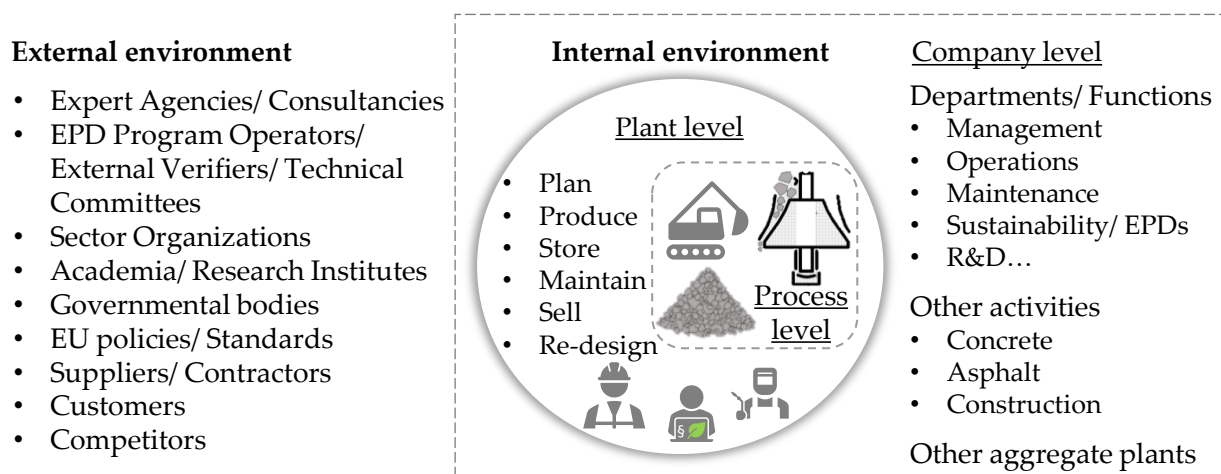 External environment
• Expert Agencies/ Consultancies
• EPD Program Operators/
External Verifiers/ Technical
Committees
• Sector Organizations
• Academia/ Research Institutes
• Governmental bodies
• EU policies/ Standards
• Suppliers/ Contractors
• Customers
• Competitors
Internal environment
Plant level
• Plan
• Produce
• Store
• Maintain
• Sell
• Re-design
Process
level
§
Company level
Departments/ Functions
• Management
• Operations
• Maintenance
• Sustainability/ EPDs
• R&D…
Other activities
• Concrete
• Asphalt
• Construction
Other aggregate plants